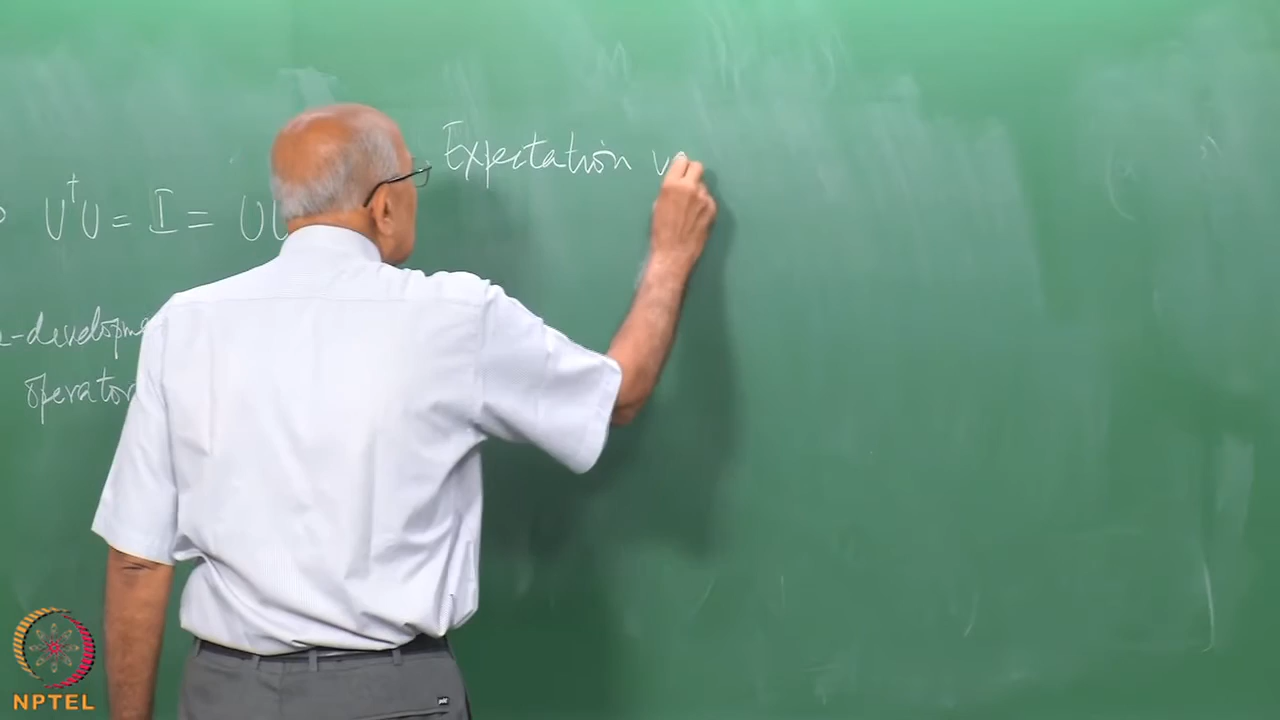 U†U = I = UU
-developme
operator
Expectation v
NPTEL